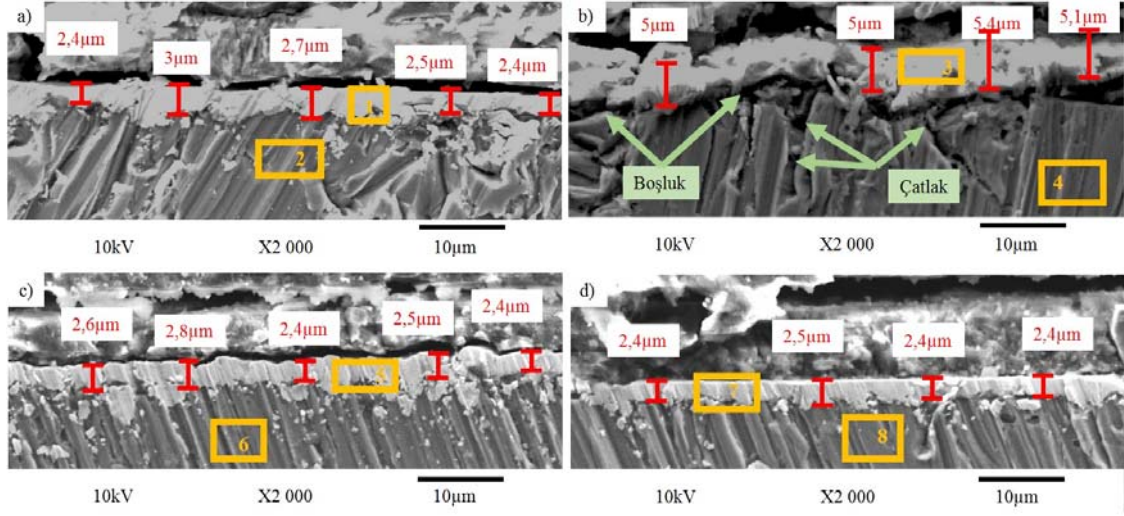 a)
2,4µm
3µm
2,7µm
2,5µm
2,4µm
1
2
10kV X2 000 10µm
b)
5µm
5µm
5,4µm
5,1µm
3
4
Boşluk
Çatlak
10kV X2 000 10µm
c)
2,6µm
2,8µm
2,4µm
2,5µm
2,4µm
5
6
10kV X2 000 10µm
d)
2,4µm
2,5µm
2,4µm
2,4µm
7
8
10kV X2 000 10µm